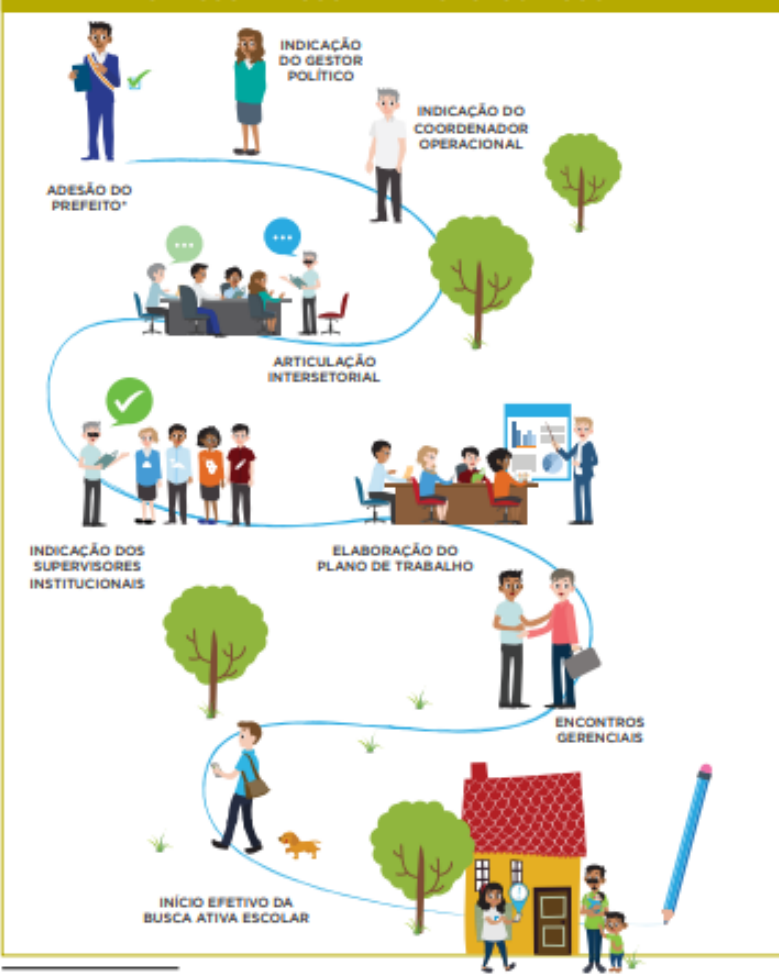 INDICAÇÃO
DO GESTOR
POLÍTICO
INDICAÇÃO DO
COORDENADOR
OPERACIONAL
ADESÃO DO
PREFEITO*
ARTICULAÇÃO
INTERSETORIAL
INDICAÇÃO DOS
SUPERVISORES
INSTITUCIONAIS
ELABORAÇÃO DO
PLANO DE TRABALHO
ENCONTROS
GERENCIAIS
INÍCIO EFETIVO DA
BUSCA ATIVA ESCOLAR